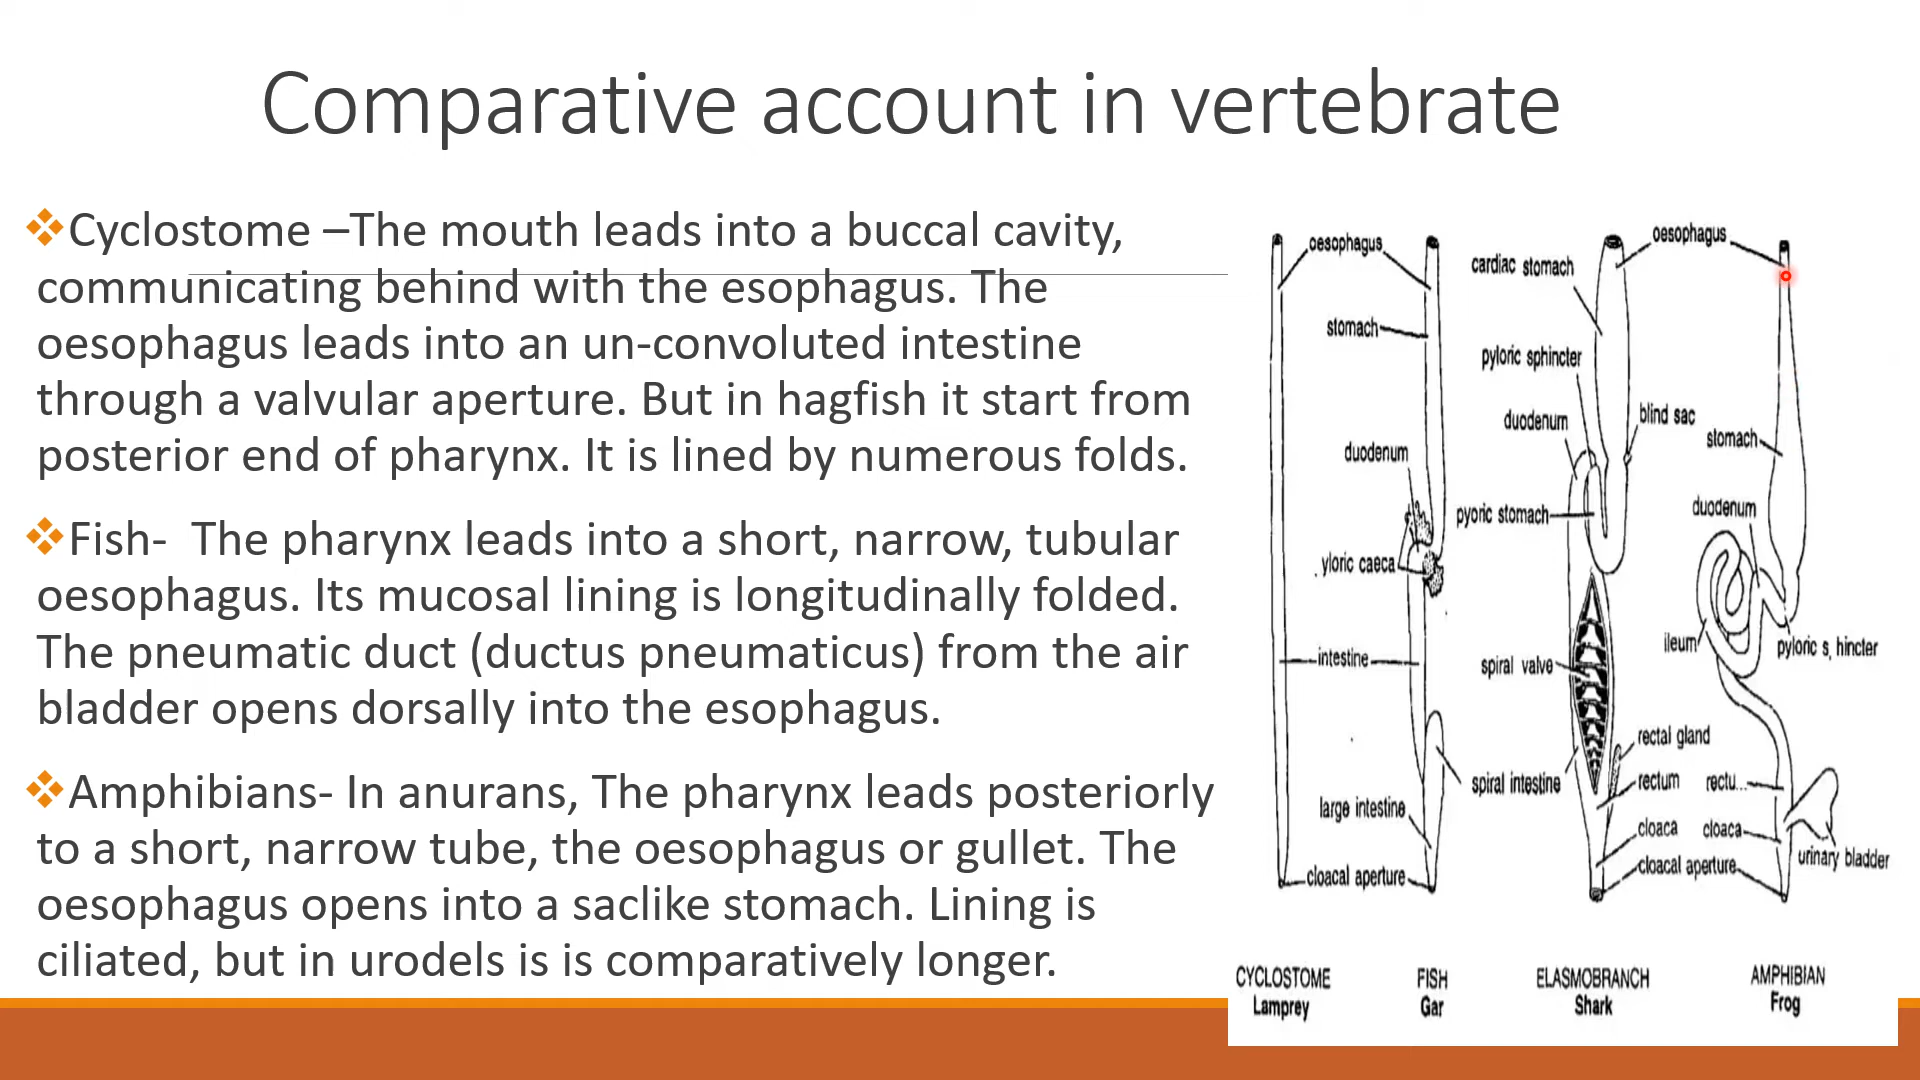 Comparative account in vertebrate
❖Cyclostome –The mouth leads into a buccal cavity,
communicating behind with the esophagus. The
oesophagus leads into an un-convoluted intestine
through a valvular aperture. But in hagfish it start from
posterior end of pharynx. It is lined by numerous folds.
❖Fish- The pharynx leads into a short, narrow, tubular
oesophagus. Its mucosal lining is longitudinally folded.
The pneumatic duct (ductus pneumaticus) from the air
bladder opens dorsally into the esophagus.
❖Amphibians- In anurans, The pharynx leads posteriorly
to a short, narrow tube, the oesophagus or gullet. The
oesophagus opens into a saclike stomach. Lining is
ciliated, but in urodels is is comparatively longer.
oesophagus
stomach
duodenum
yloric caeca
intestine
large intestine
cloacal aperture
cardiac stomach
pyloric sphincter
duodenum
pyoric stomach
spiral valve
spiral intestine
oesophagus
blind sac
stomach
duodenum
ileum
pyloric s, hincter
rectal gland
rectum
rectu...
cloaca
cloaca
cloacal aperture
urinary bladder
CYCLOSTOME
Lamprey
FISH
Gar
ELASMOBRANCH
Shark
AMPHIBIAN
Frog